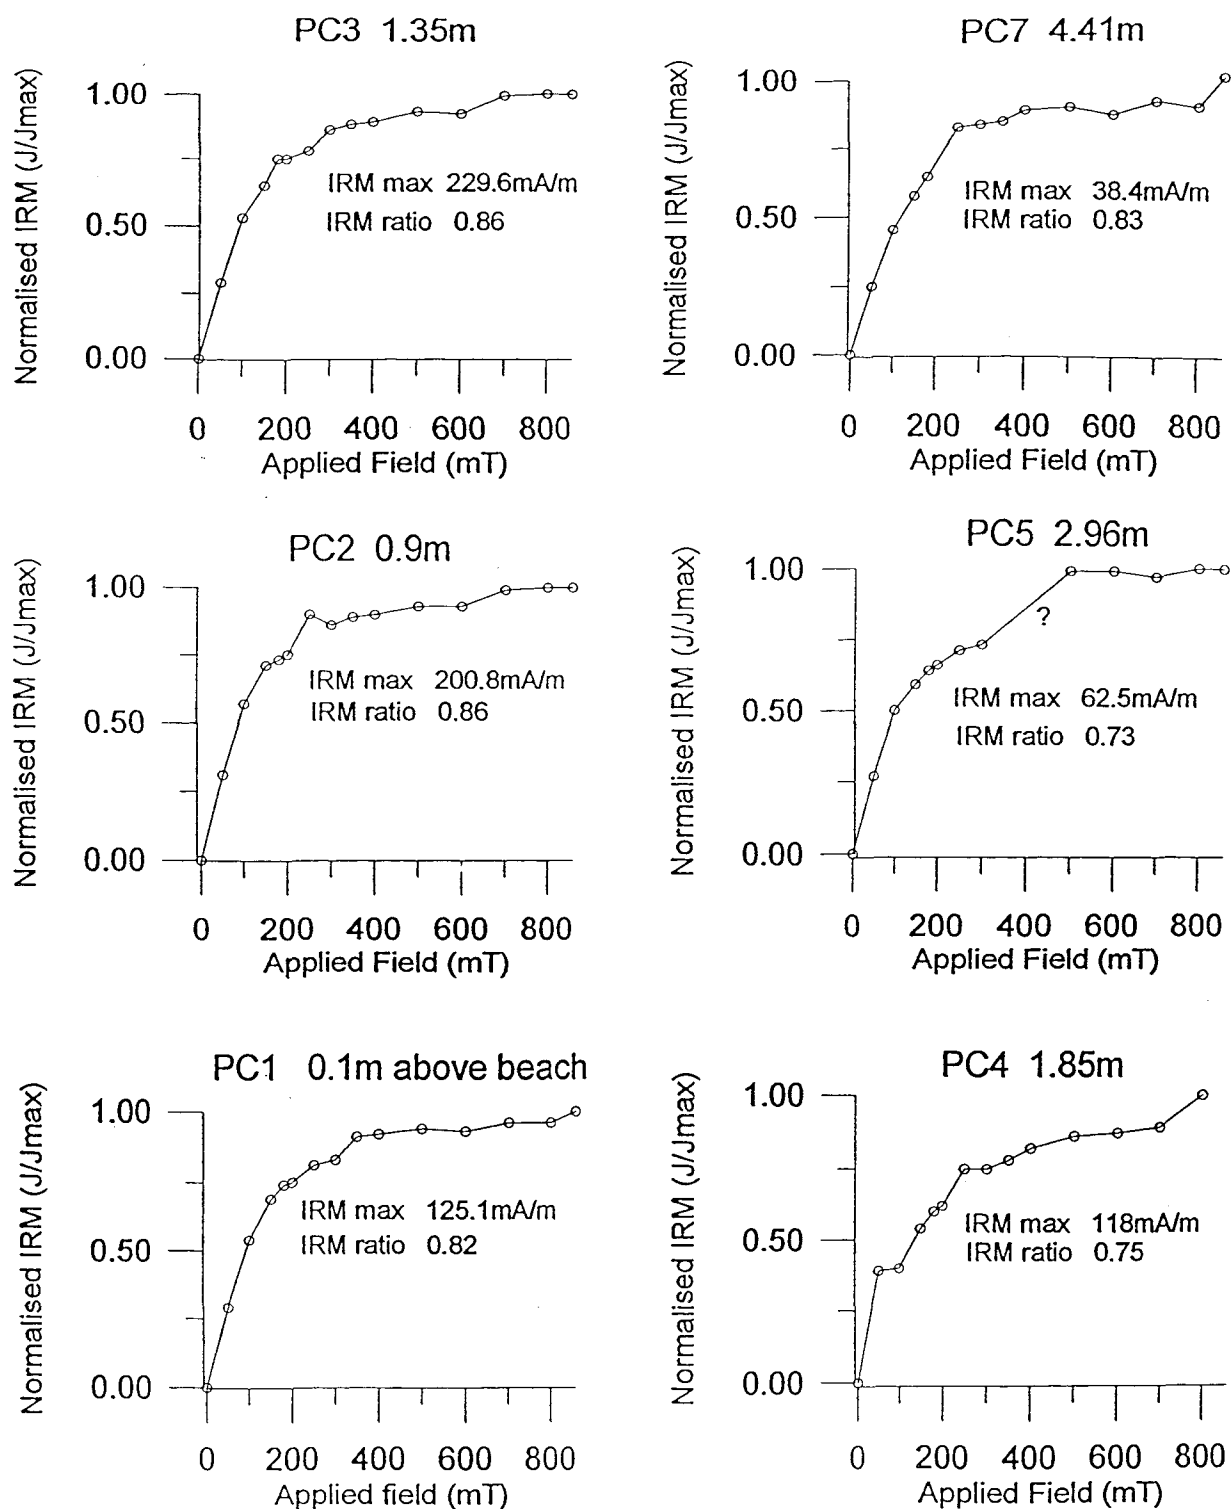 PC3 1.35m
Normalised IRM (J/Jmax)
1.00
0.50
0.00
IRM max 229.6mA/m
IRM ratio 0.86
0 200 400 600 800
Applied Field (mT)
PC7 4.41m
Normalised IRM (J/Jmax)
1.00
0.50
0.00
IRM max 38.4mA/m
IRM ratio 0.83
0 200 400 600 800
Applied Field (mT)
PC2 0.9m
Normalised IRM (J/Jmax)
1.00
0.50
0.00
IRM max 200.8mA/m
IRM ratio 0.86
0 200 400 600 800
Applied Field (mT)
PC5 2.96m
Normalised IRM (J/Jmax)
1.00
0.50
0.00
?
IRM max 62.5mA/m
IRM ratio 0.73
0 200 400 600 800
Applied Field (mT)
PC1 0.1m above beach
Normalised IRM (J/Jmax)
1.00
0.50
0.00
IRM max 125.1mA/m
IRM ratio 0.82
0 200 400 600 800
Applied field (mT)
PC4 1.85m
Normalised IRM (J/Jmax)
1.00
0.50
0.00
IRM max 118mA/m
IRM ratio 0.75
0 200 400 600 800
Applied Field (mT)